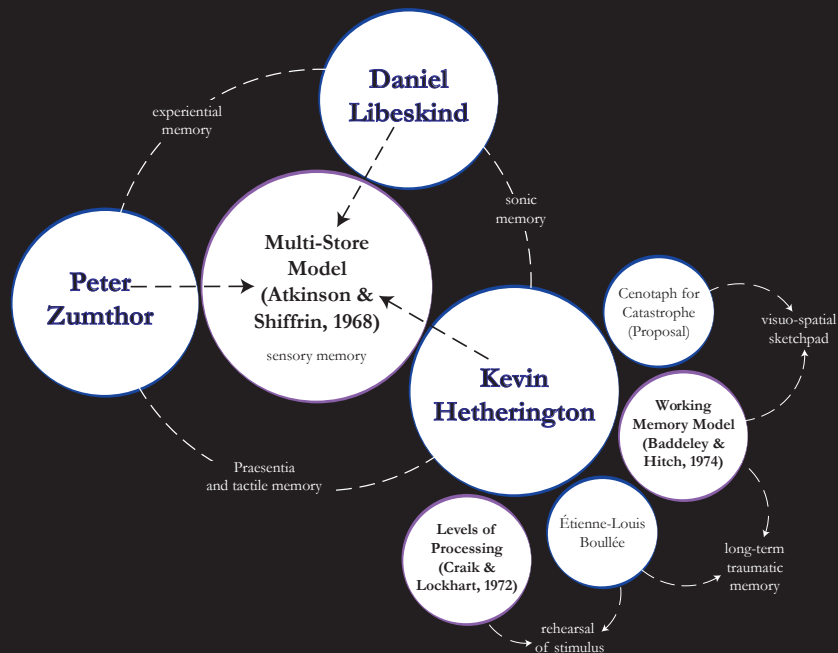 Daniel
Libeskind
experiential
memory
sonic
memory
Multi-Store
Model
(Atkinson &
Shiffrin, 1968)
sensory memory
Peter
Zumthor
Cenotaph for
Catastrophe
(Proposal)
visuo-spatial
sketchpad
Kevin
Hetherington
Working
Memory Model
(Baddeley &
Hitch, 1974)
Praesentia
and tactile memory
Levels of
Processing
(Craik &
Lockhart, 1972)
Étienne-Louis
Boullée
long-term
traumatic
memory
rehearsal
of stimulus